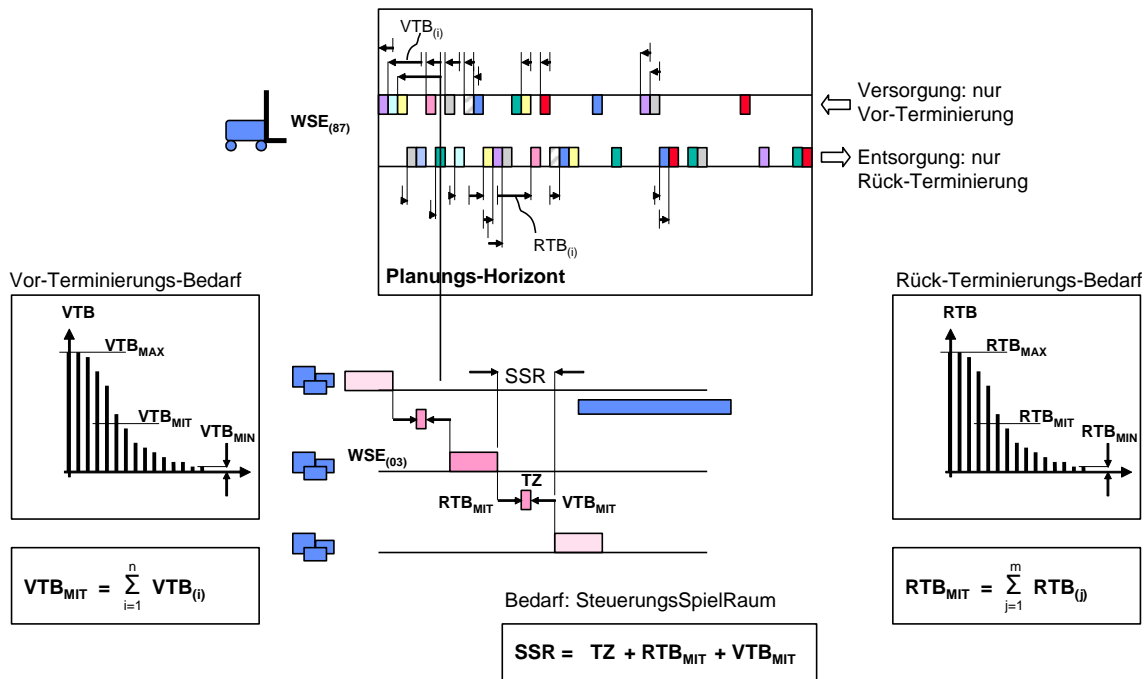 VTB(i)
WSE(87)
Versorgung: nur
Vor-Terminierung
Entsorgung: nur
Rück-Terminierung
RTB(i)
Planungs-Horizont
Vor-Terminierungs-Bedarf
VTB
VTBMAX
VTBMIT
VTBMIN
Rück-Terminierungs-Bedarf
RTB
RTBMAX
RTBMIT
RTBMIN
SSR
WSE(03)
TZ
RTBMIT
VTBMIT
VTBMIT = n Σ i=1 VTB(i)
RTBMIT = m Σ j=1 RTB(j)
Bedarf: SteuerungsSpielRaum
SSR = TZ + RTBMIT + VTBMIT